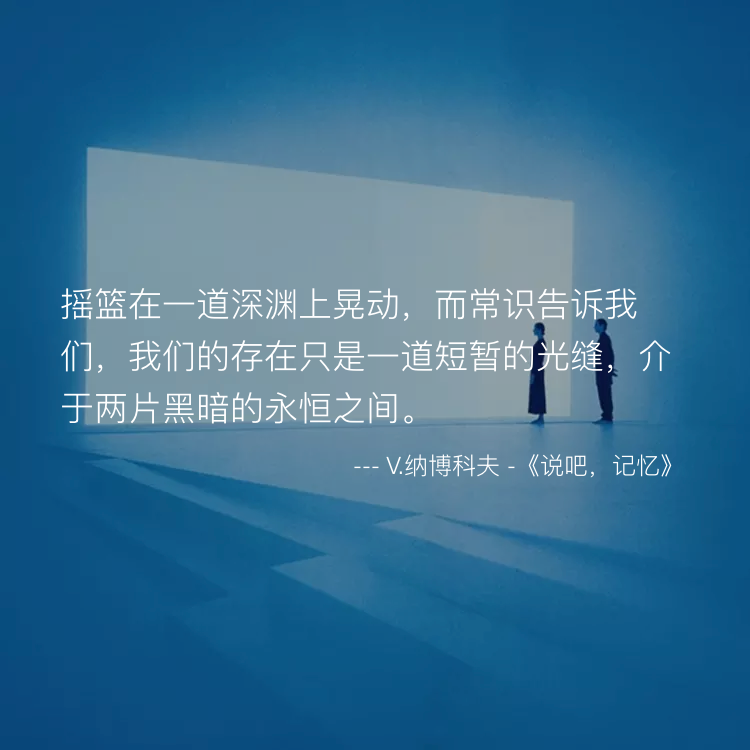 摇篮在一道深渊上晃动，而常识告诉我
们，我们的存在只是一道短暂的光缝，介
于两片黑暗的永恒之间。
--- V.纳博科夫 -《说吧，记忆》